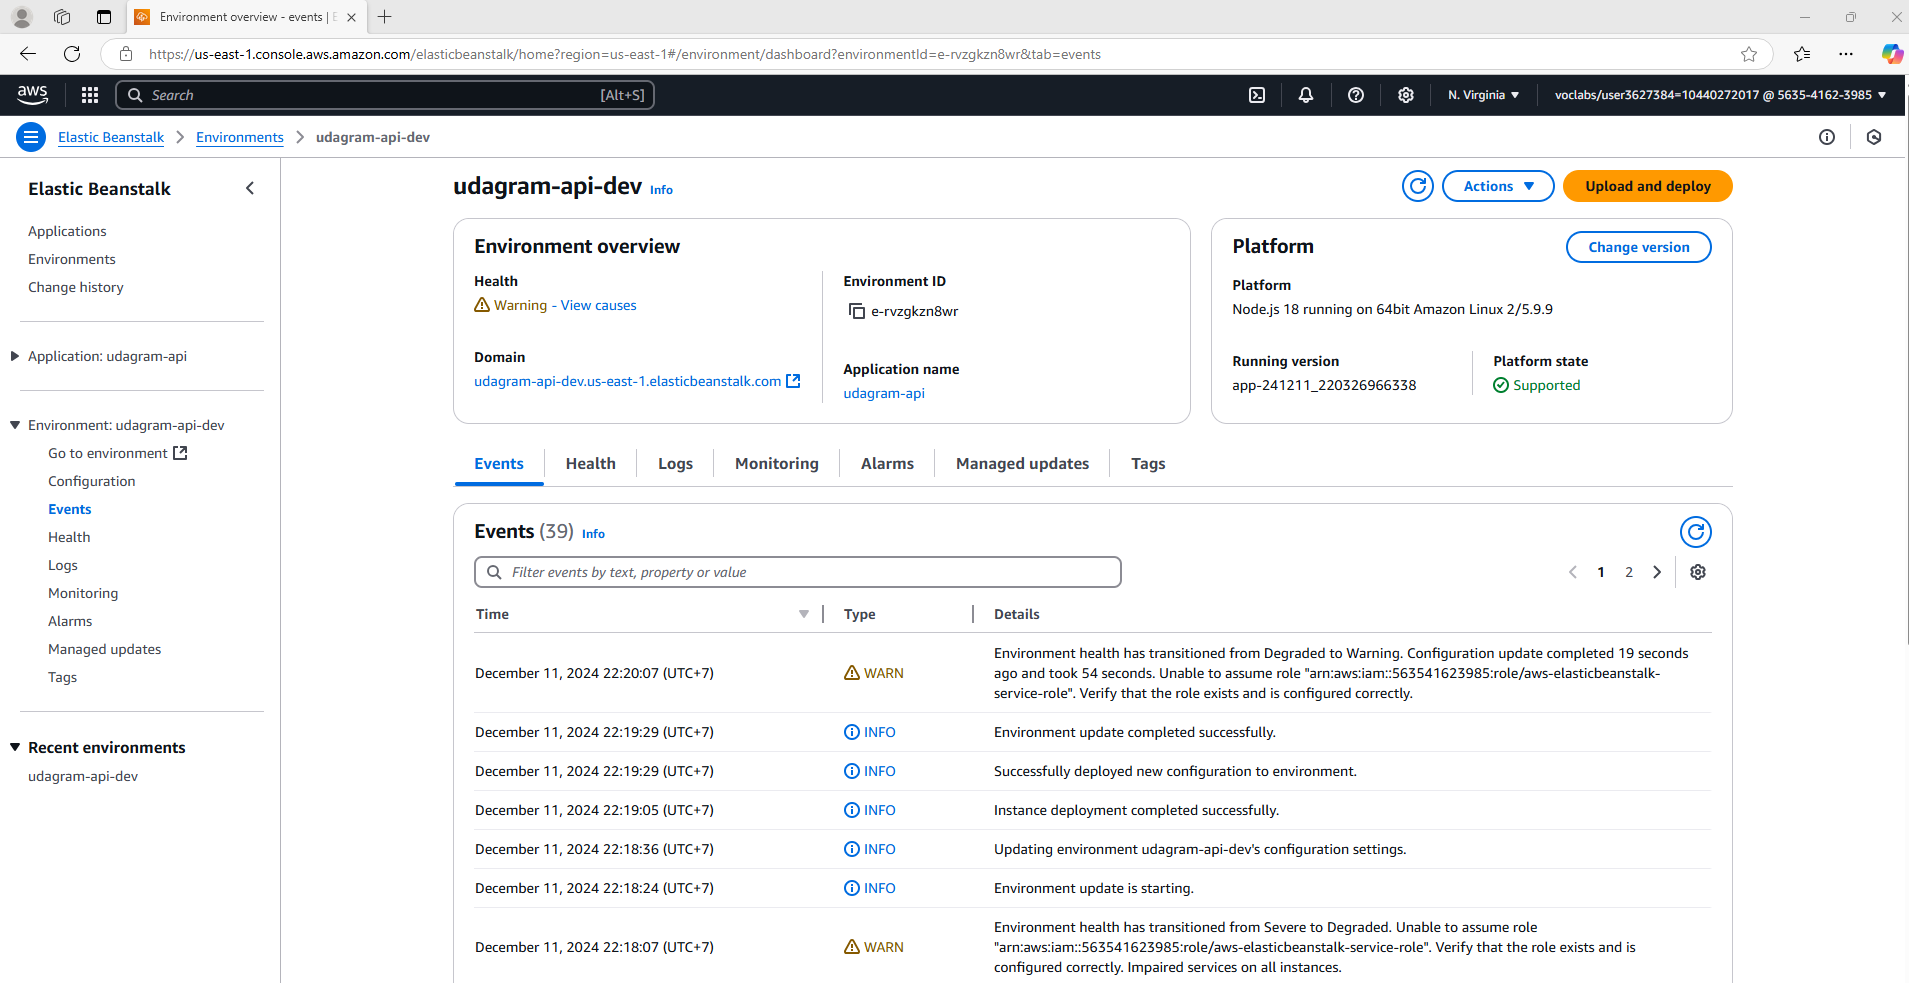 Environment overview - events | E
https://us-east-1.console.aws.amazon.com/elasticbeanstalk/home?region=us-east-1#/environment/dashboard?environmentId=e-rvzgkzn8wr&tab=events
aws
Search [Alt+S]
N. Virginia
voclabs/user3627384=10440272017 @ 5635-4162-3985
Elastic Beanstalk
Environments
udagram-api-dev
Elastic Beanstalk
Applications
Environments
Change history
Application: udagram-api
Environment: udagram-api-dev
Go to environment
Configuration
Events
Health
Logs
Monitoring
Alarms
Managed updates
Tags
Recent environments
udagram-api-dev
udagram-api-dev Info
Actions
Upload and deploy
Environment overview
Health
Warning - View causes
Domain
udagram-api-dev.us-east-1.elasticbeanstalk.com
Environment ID
e-rvzgkzn8wr
Application name
udagram-api
Platform
Change version
Platform
Node.js 18 running on 64bit Amazon Linux 2/5.9.9
Running version
app-241211_220326966338
Platform state
Supported
Events
Health
Logs
Monitoring
Alarms
Managed updates
Tags
Events (39) Info
Filter events by text, property or value
1 2
Time Type Details
December 11, 2024 22:20:07 (UTC+7)
WARN
Environment health has transitioned from Degraded to Warning. Configuration update completed 19 seconds
ago and took 54 seconds. Unable to assume role "arn:aws:iam::563541623985:role/aws-elasticbeanstalk-
service-role". Verify that the role exists and is configured correctly.
December 11, 2024 22:19:29 (UTC+7) INFO Environment update completed successfully.
December 11, 2024 22:19:29 (UTC+7) INFO Successfully deployed new configuration to environment.
December 11, 2024 22:19:05 (UTC+7) INFO Instance deployment completed successfully.
December 11, 2024 22:18:36 (UTC+7) INFO Updating environment udagram-api-dev's configuration settings.
December 11, 2024 22:18:24 (UTC+7) INFO Environment update is starting.
December 11, 2024 22:18:07 (UTC+7)
WARN
Environment health has transitioned from Severe to Degraded. Unable to assume role
"arn:aws:iam::563541623985:role/aws-elasticbeanstalk-service-role". Verify that the role exists and is
configured correctly. Impaired services on all instances.